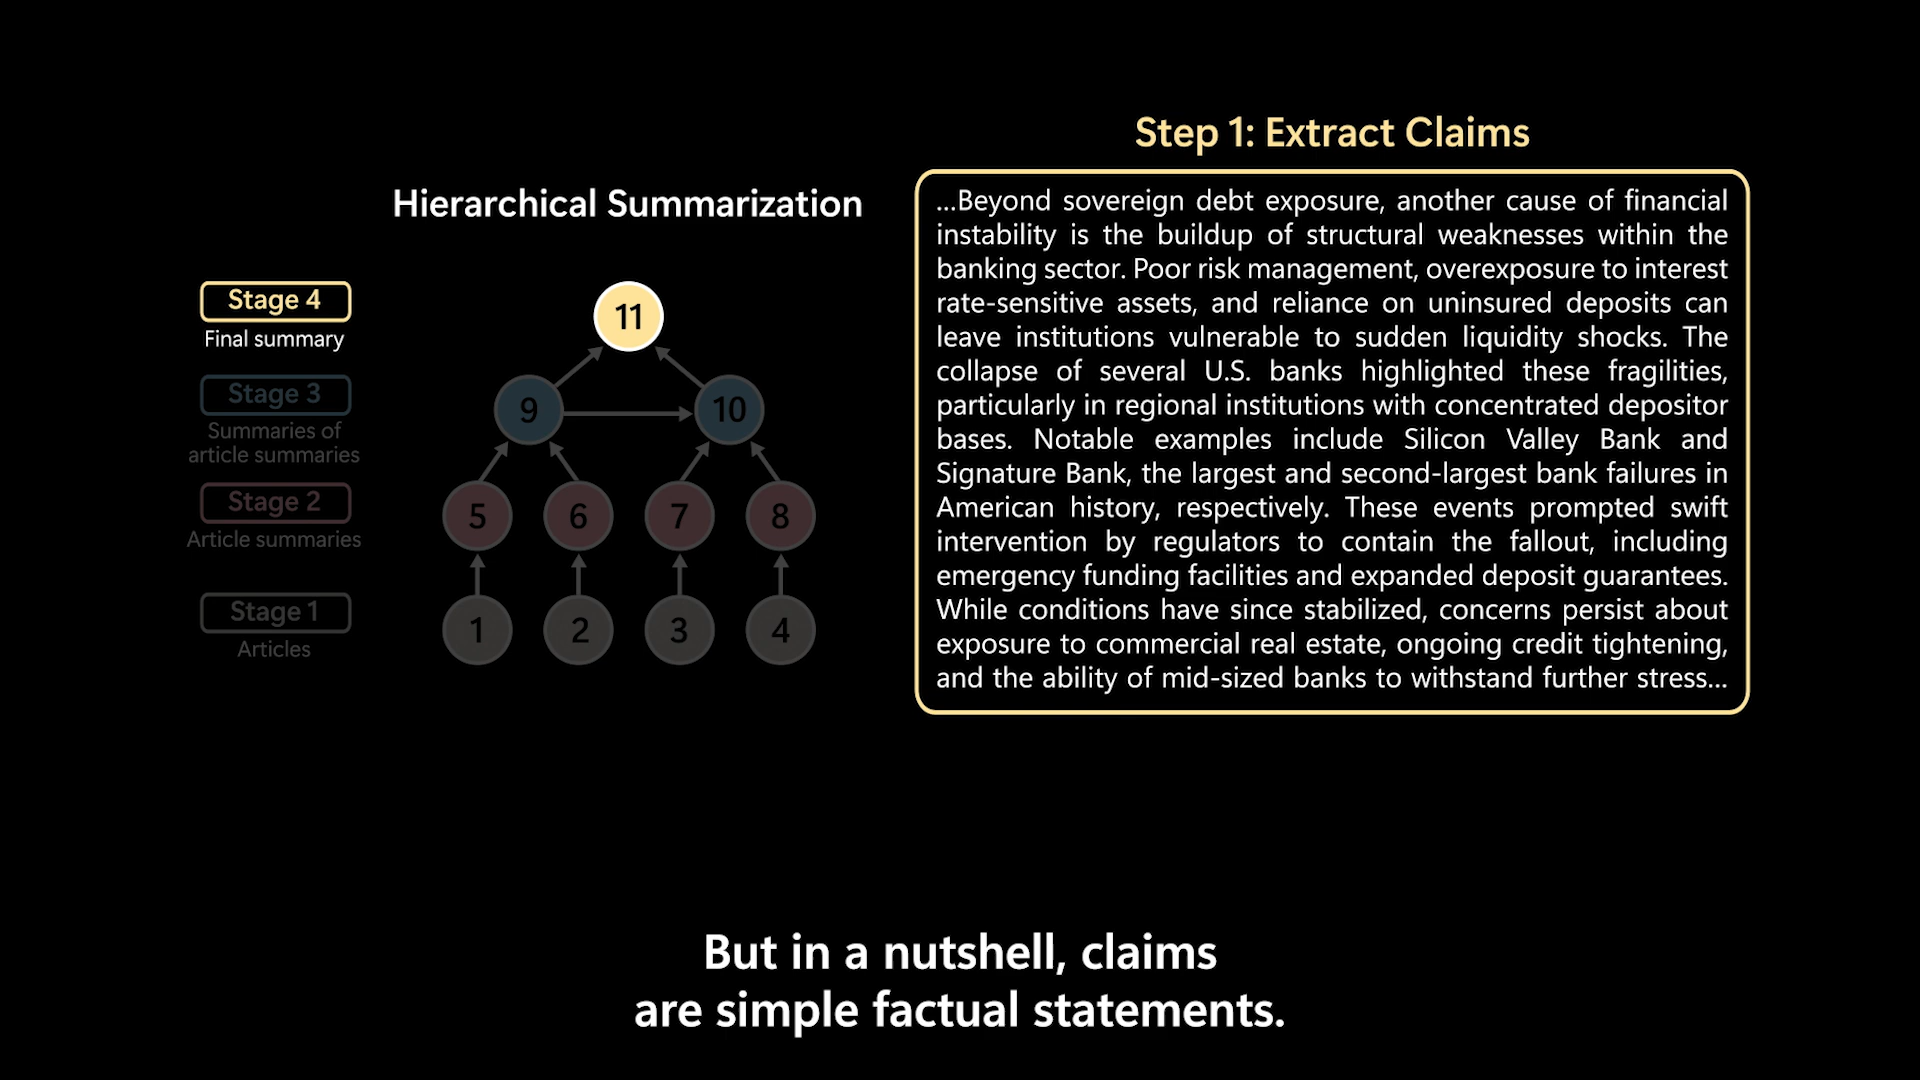 Step 1: Extract Claims
Hierarchical Summarization
Stage 4
Final summary
Stage 3
Summaries of
article summaries
Stage 2
Article summaries
Stage 1
Articles
11
9
10
5
6
7
8
1
2
3
4
...Beyond sovereign debt exposure, another cause of financial
instability is the buildup of structural weaknesses within the
banking sector. Poor risk management, overexposure to interest
rate-sensitive assets, and reliance on uninsured deposits can
leave institutions vulnerable to sudden liquidity shocks. The
collapse of several U.S. banks highlighted these fragilities,
particularly in regional institutions with concentrated depositor
bases. Notable examples include Silicon Valley Bank and
Signature Bank, the largest and second-largest bank failures in
American history, respectively. These events prompted swift
intervention by regulators to contain the fallout, including
emergency funding facilities and expanded deposit guarantees.
While conditions have since stabilized, concerns persist about
exposure to commercial real estate, ongoing credit tightening,
and the ability of mid-sized banks to withstand further stress...
But in a nutshell, claims
are simple factual statements.